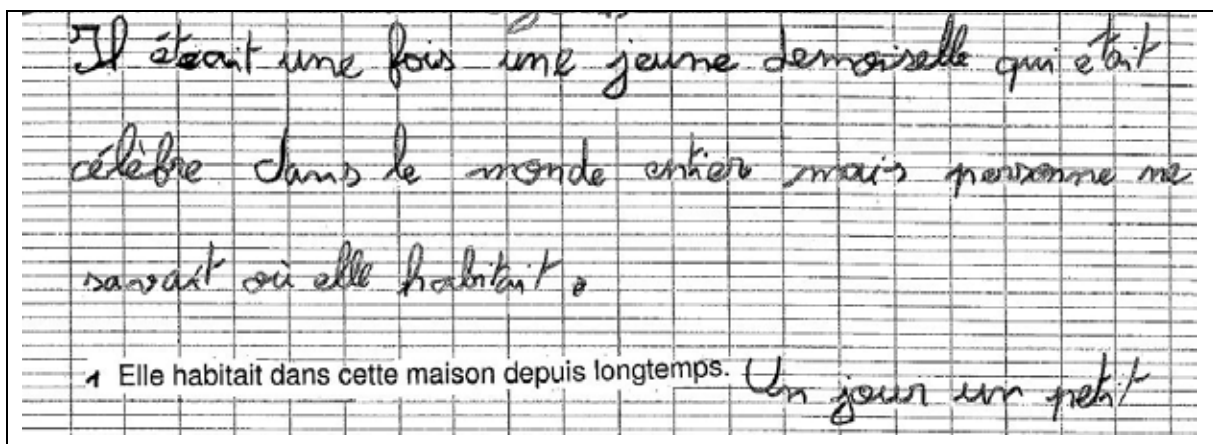 Il était une fois une jeune demoiselle qui était
célèbre dans le monde entier mais personne ne
savait où elle habitait.
1 Elle habitait dans cette maison depuis longtemps. Un jour un petit